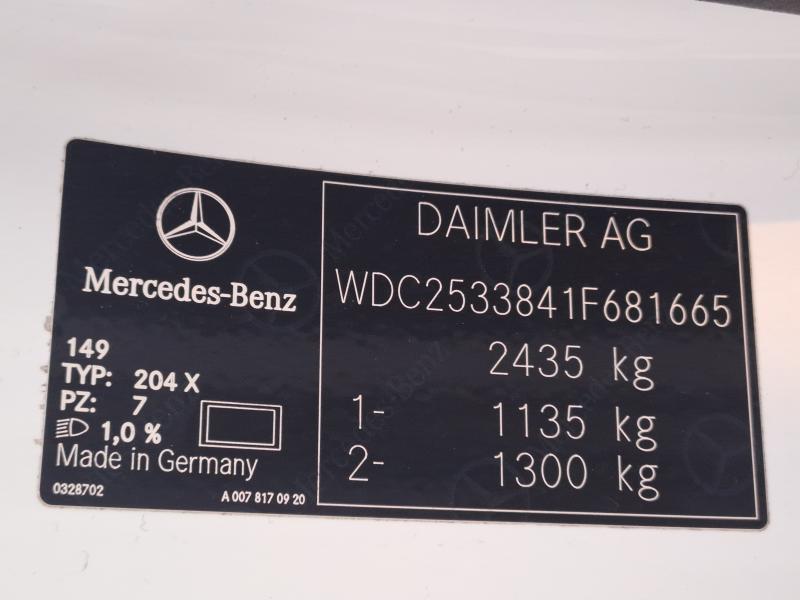 Mercedes-Benz
149
TYP: 204 X
PZ: 7
1,0 %
Made in Germany
0328702
A 007 817 09 20
DAIMLER AG
WDC2533841F681665
2435 kg
1- 1135 kg
2- 1300 kg